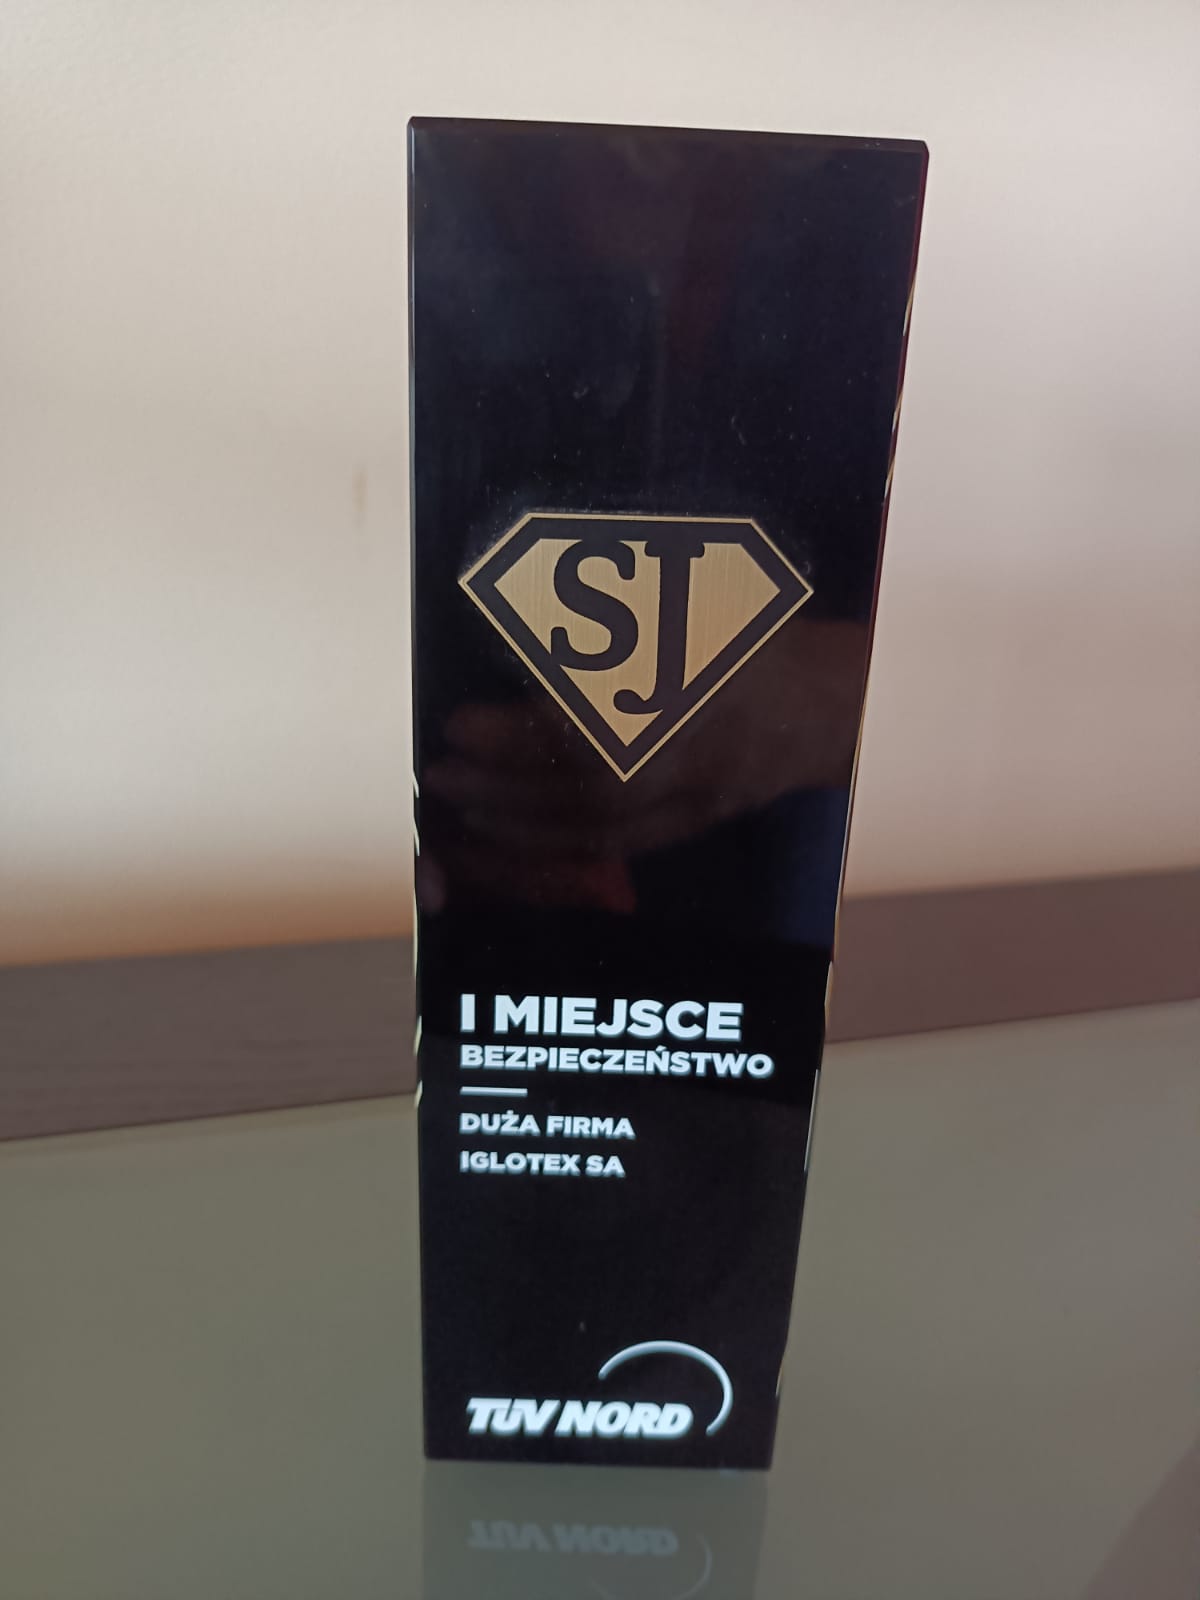 SJ
I MIEJSCE
BEZPIECZEŃSTWO
DUŻA FIRMA
IGLOTEX SA
TÜV NORD